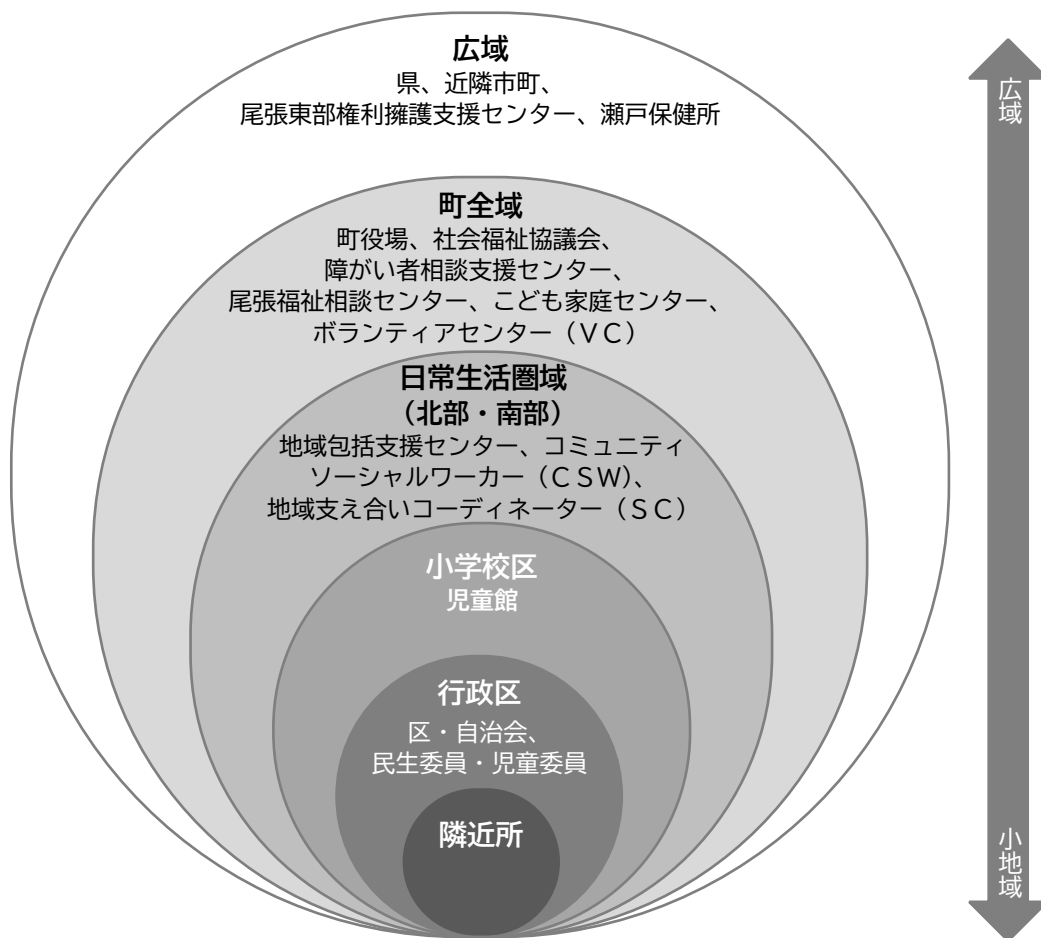 広域
県、近隣市町、
尾張東部権利擁護支援センター、瀬戸保健所
町全域
町役場、社会福祉協議会、
障がい者相談支援センター、
尾張福祉相談センター、こども家庭センター、
ボランティアセンター（ＶＣ）
日常生活圏域
（北部・南部）
地域包括支援センター、コミュニティ
ソーシャルワーカー（ＣＳＷ）、
地域支え合いコーディネーター（ＳＣ）
小学校区
児童館
行政区
区・自治会、
民生委員・児童委員
隣近所
広域
小地域